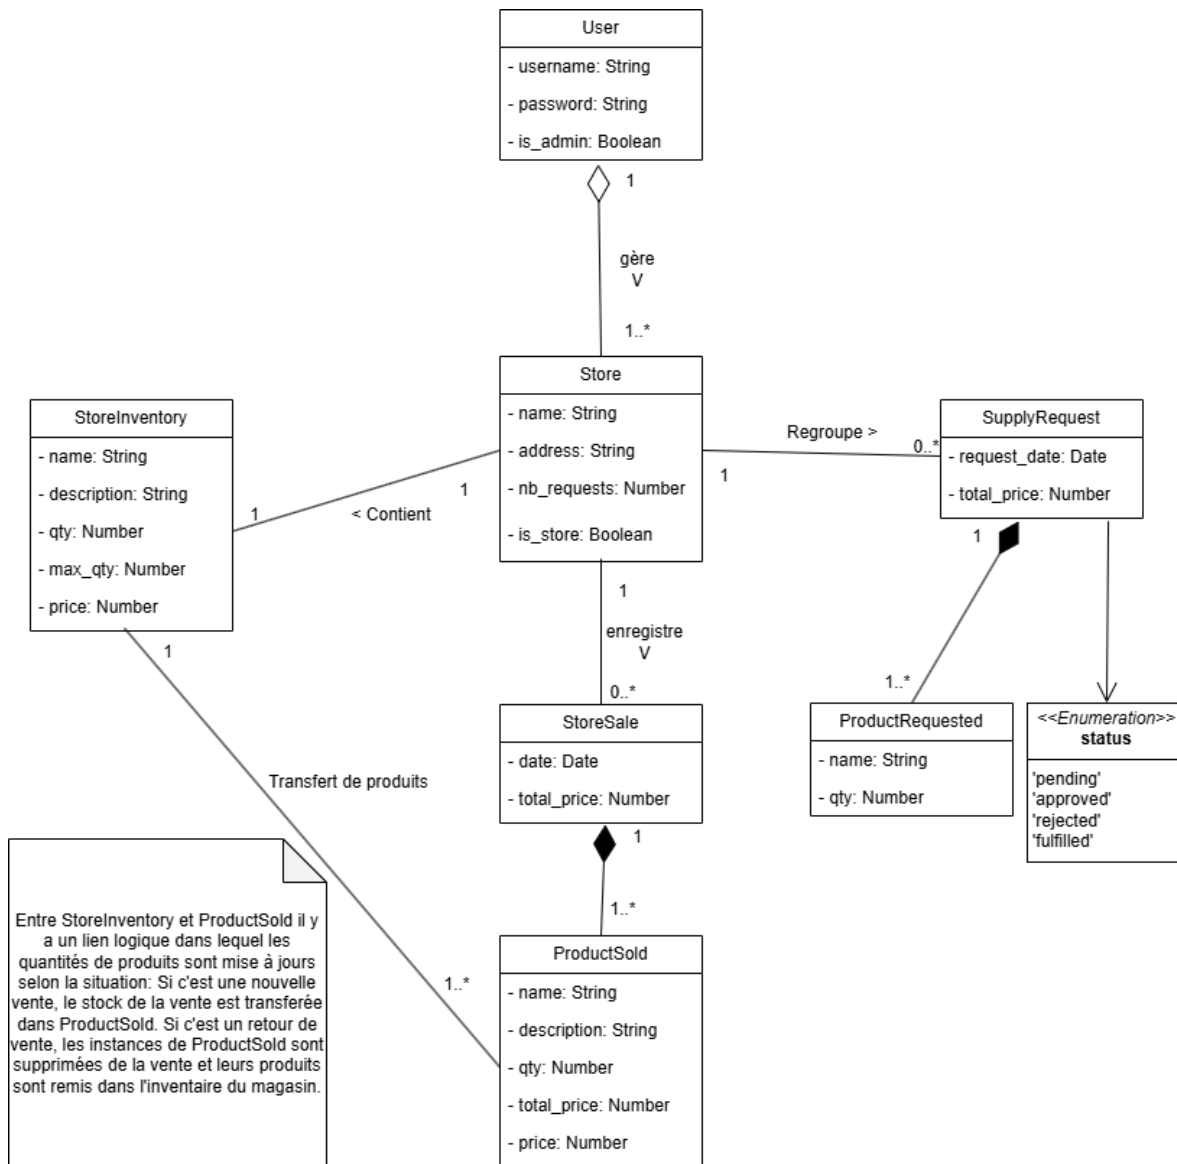 User
- username: String
- password: String
- is_admin: Boolean
1
gère
V
1..*
Store
- name: String
- address: String
- nb_requests: Number
- is_store: Boolean
StoreInventory
- name: String
- description: String
- qty: Number
- max_qty: Number
- price: Number
1
1
< Contient
Regroupe >
0..*
1
SupplyRequest
- request_date: Date
- total_price: Number
1
1..*
ProductRequested
- name: String
- qty: Number
<<Enumeration>>
status
'pending'
'approved'
'rejected'
'fulfilled'
1
enregistre
V
0..*
StoreSale
- date: Date
- total_price: Number
1
1..*
1
Transfert de produits
1..*
ProductSold
- name: String
- description: String
- qty: Number
- total_price: Number
- price: Number
Entre StoreInventory et ProductSold il y
a un lien logique dans lequel les
quantités de produits sont mise à jours
selon la situation: Si c'est une nouvelle
vente, le stock de la vente est transferée
dans ProductSold. Si c'est un retour de
vente, les instances de ProductSold sont
supprimées de la vente et leurs produits
sont remis dans l'inventaire du magasin.